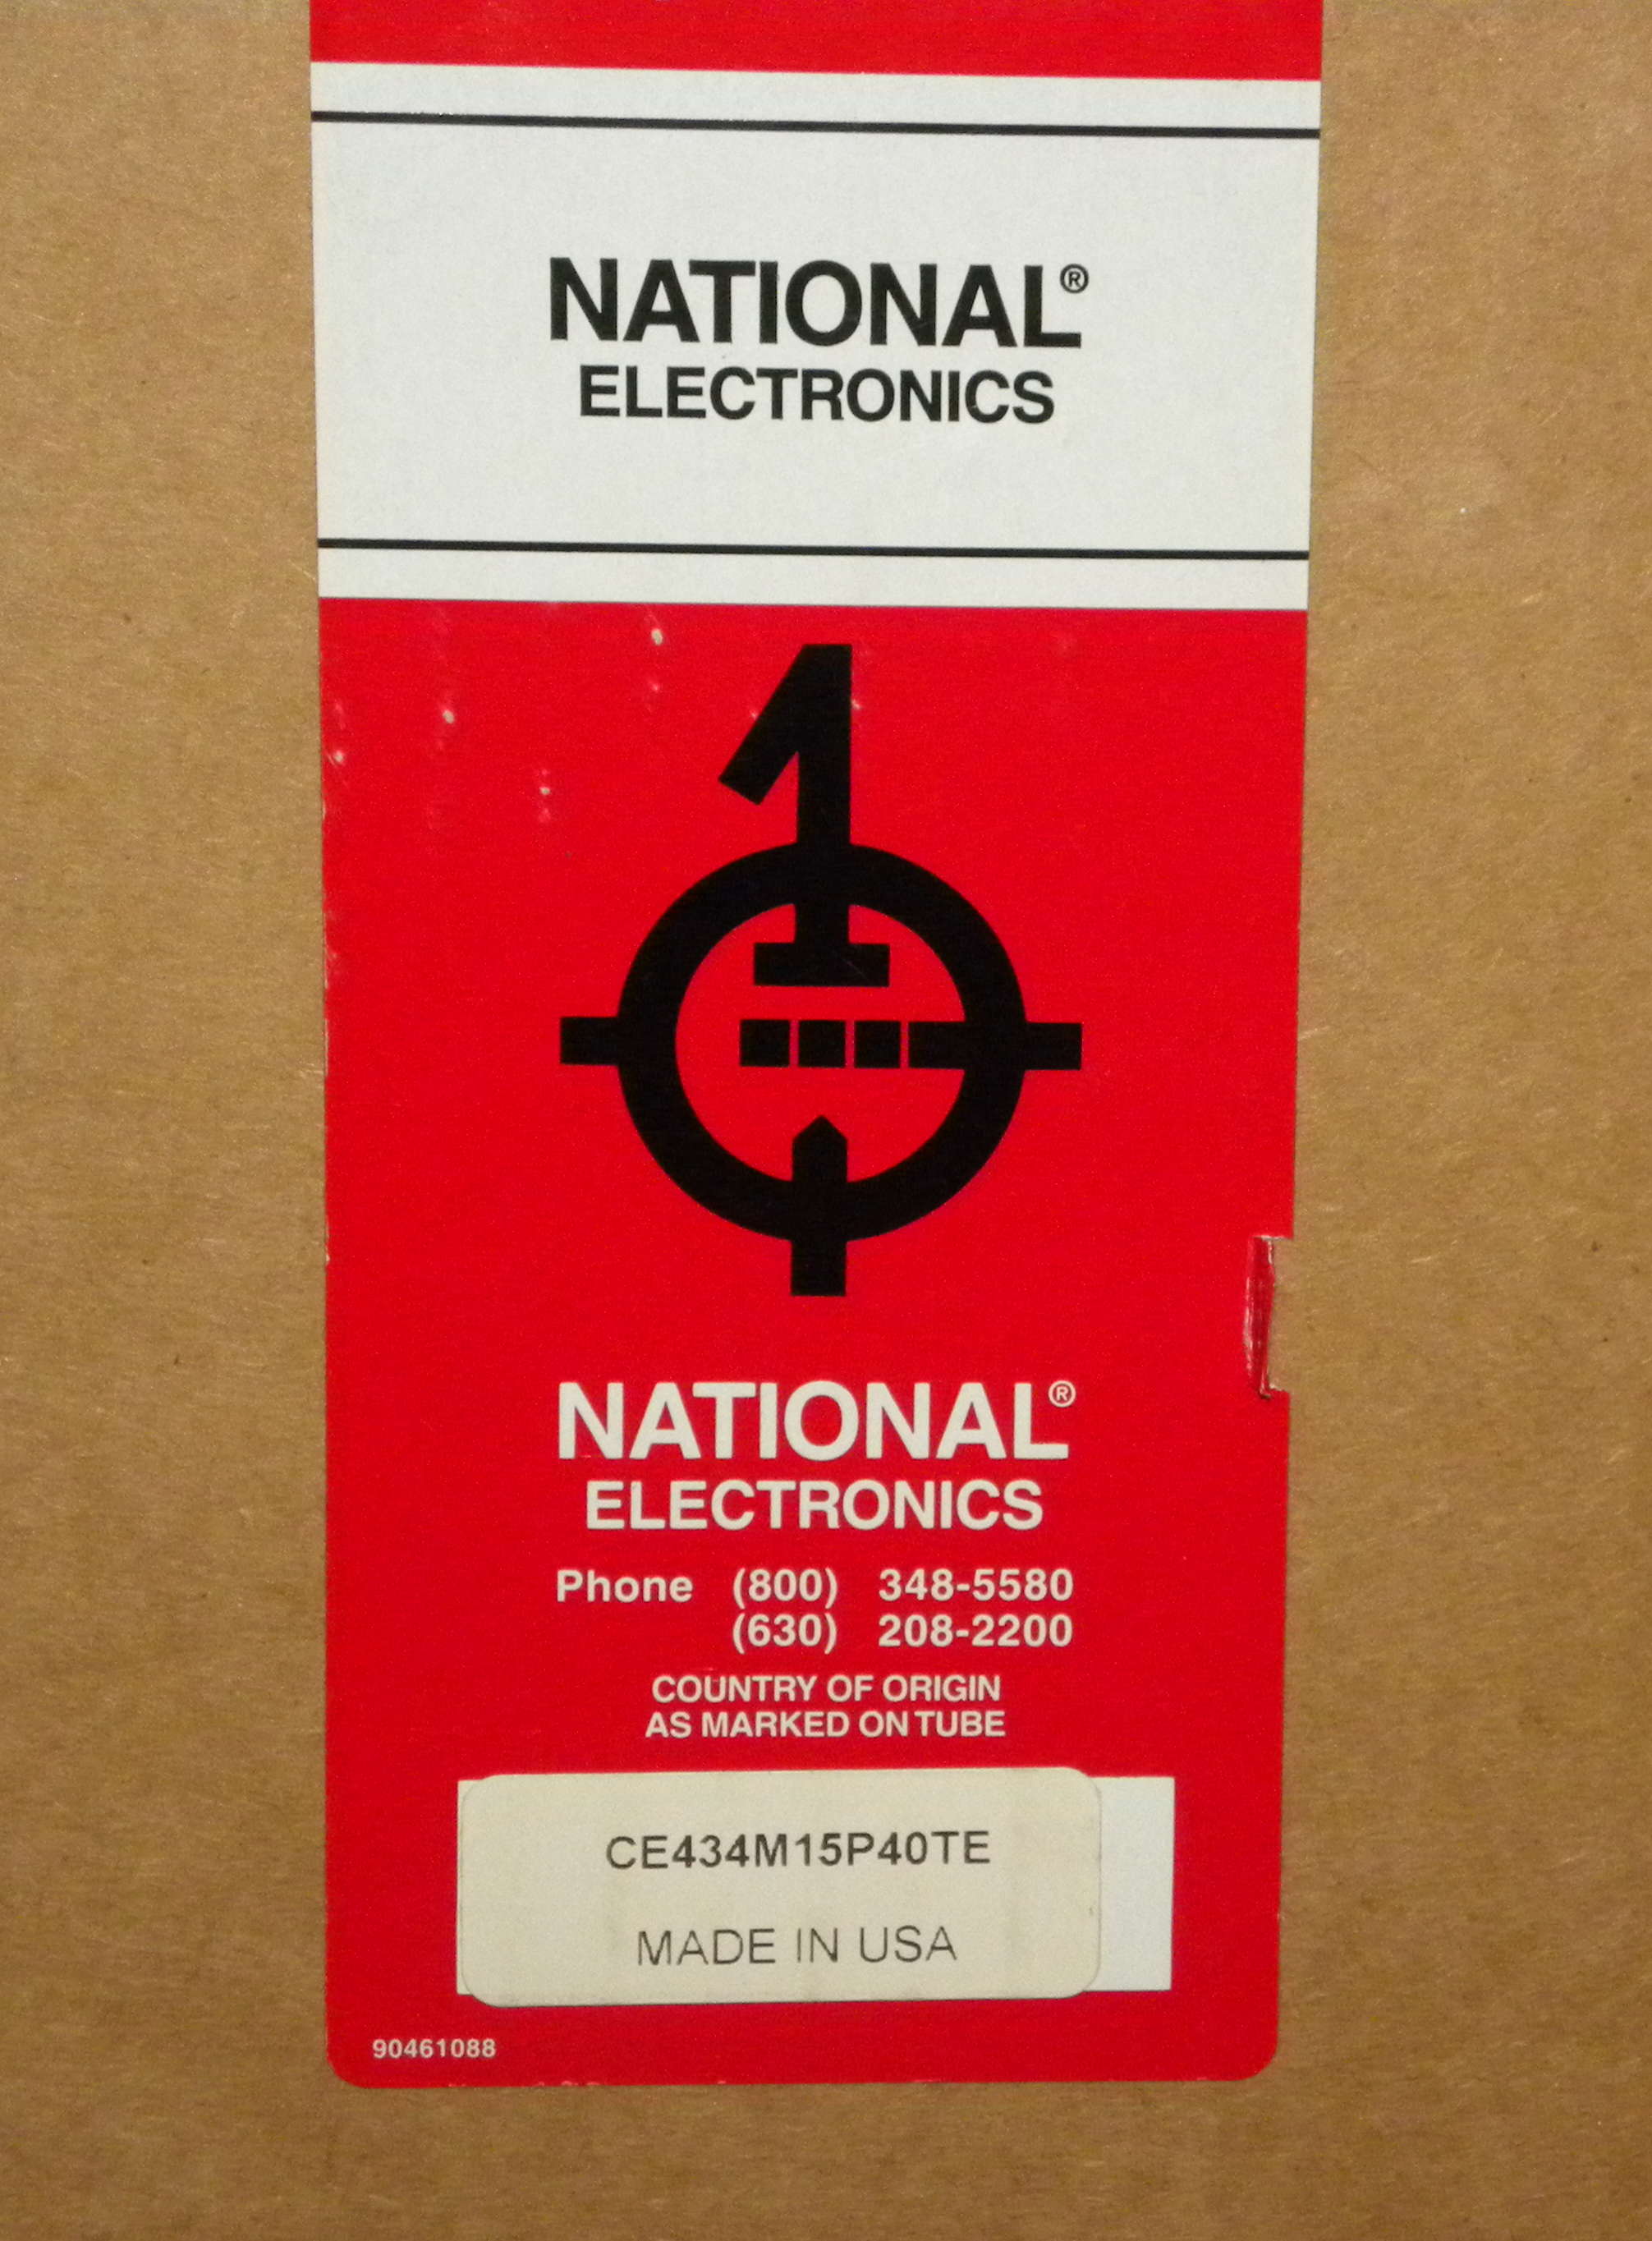 NATIONAL®
ELECTRONICS
NATIONAL®
ELECTRONICS
Phone (800) 348-5580
(630) 208-2200
COUNTRY OF ORIGIN
AS MARKED ON TUBE
CE434M15P40TE
MADE IN USA
90461088